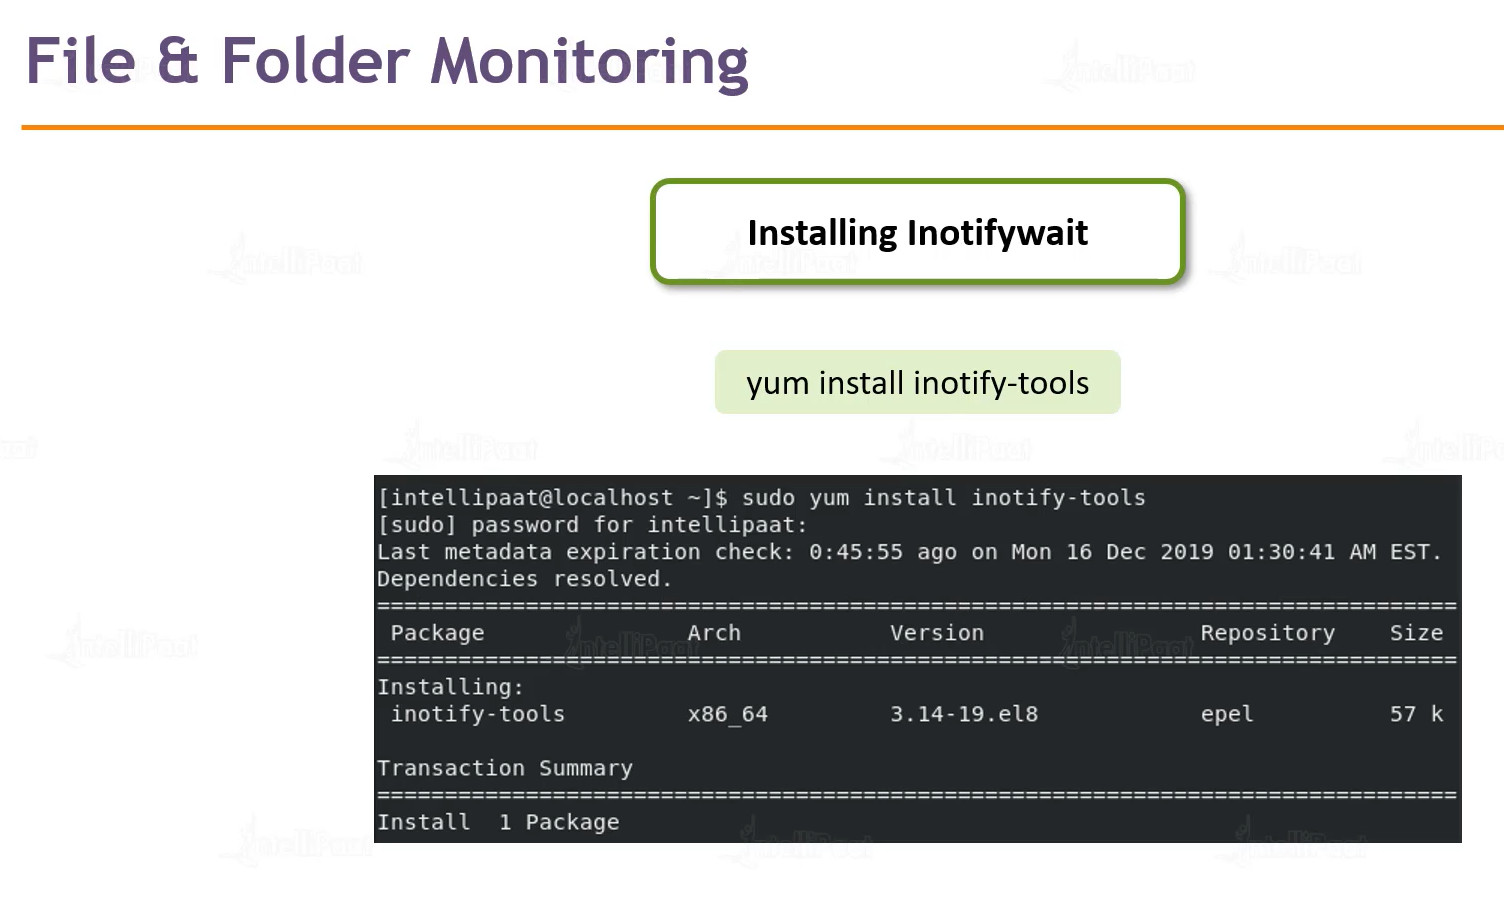 File & Folder Monitoring
Installing Inotifywait
yum install inotify-tools
[intellipaat@localhost ~]$ sudo yum install inotify-tools
[sudo] password for intellipaat:
Last metadata expiration check: 0:45:55 ago on Mon 16 Dec 2019 01:30:41 AM EST.
Dependencies resolved.
================================================================================
Package Arch Version Repository Size
================================================================================
Installing:
inotify-tools x86_64 3.14-19.el8 epel 57 k
Transaction Summary
================================================================================
Install 1 Package